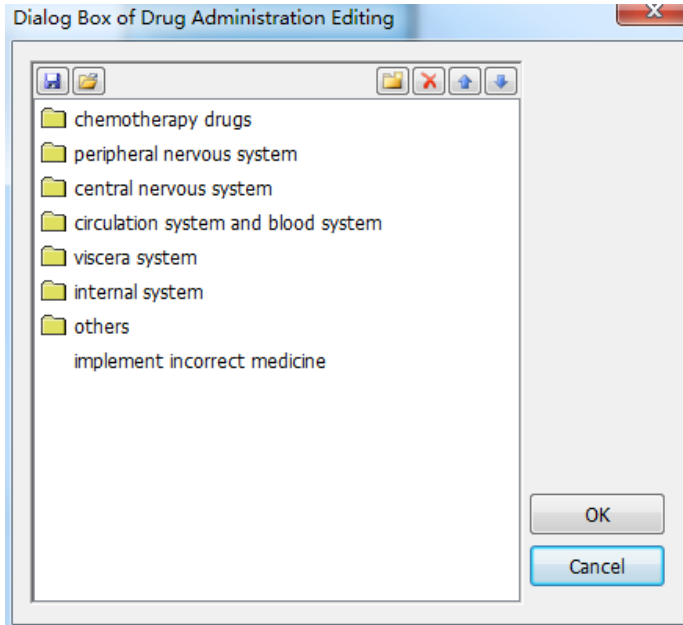 Dialog Box of Drug Administration Editing
chemotherapy drugs
peripheral nervous system
central nervous system
circulation system and blood system
viscera system
internal system
others
implement incorrect medicine
OK
Cancel